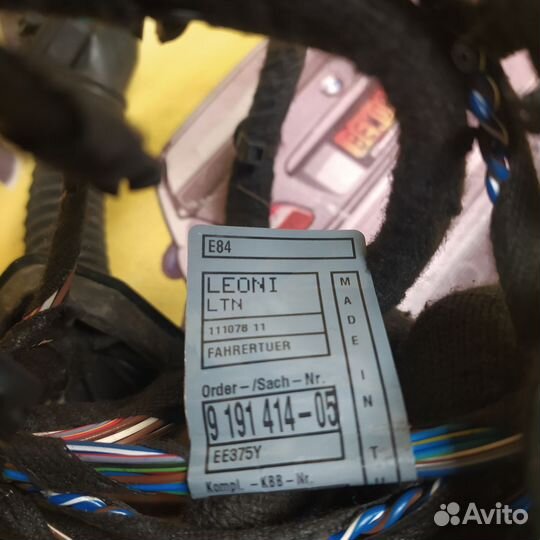 E84
LEONI
LTN
111078 11
FAHRERTUER
Order-/Sach-Nr.
9 191 414-05
EE375Y
Kompl. -KBB-Nr.
MADE IN
Avito